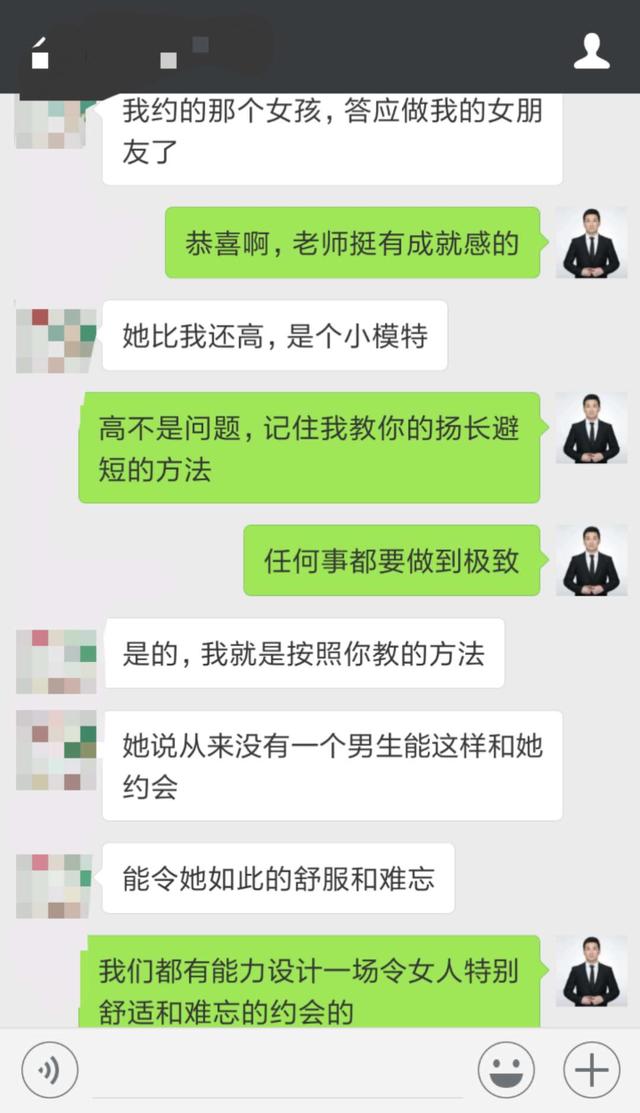 我约的那个女孩，答应做我的女朋
友了
恭喜啊，老师挺有成就感的
她比我还高，是个小模特
高不是问题，记住我教你的扬长避
短的方法
任何事都要做到极致
是的，我就是按照你教的方法
她说从来没有一个男生能这样和她
约会
能令她如此的舒服和难忘
我们都有能力设计一场令女人特别
舒适和难忘的约会的